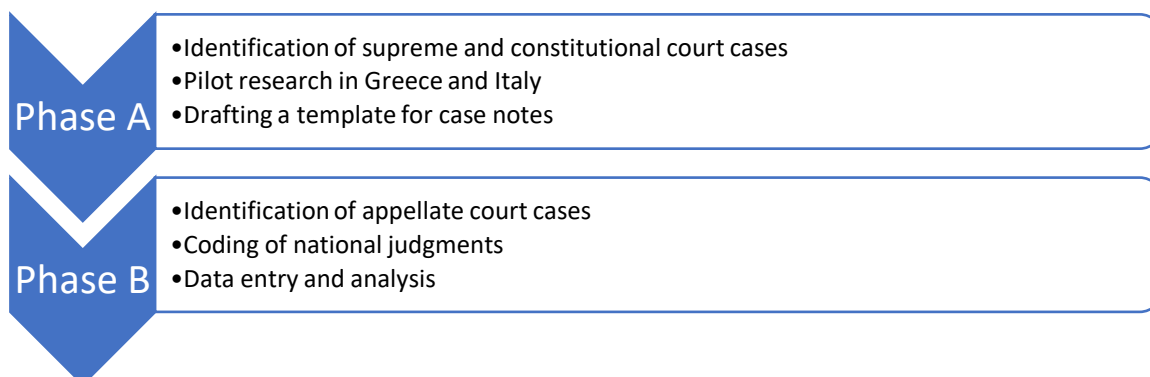 Phase A
•Identification of supreme and constitutional court cases
•Pilot research in Greece and Italy
•Drafting a template for case notes
Phase B
•Identification of appellate court cases
•Coding of national judgments
•Data entry and analysis